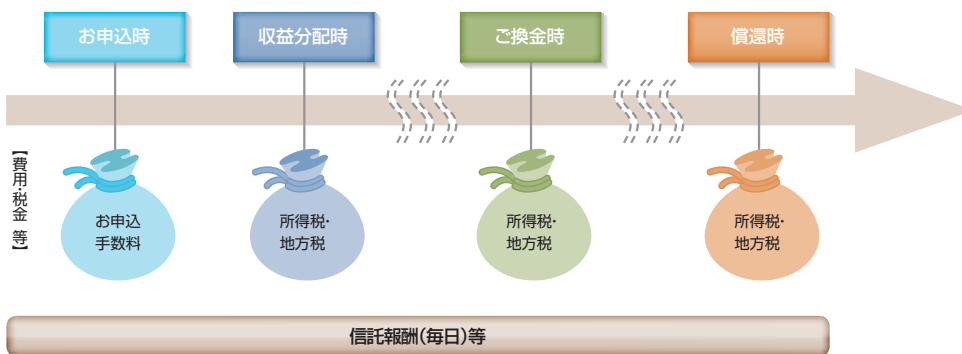 お申込時
収益分配時
ご換金時
償還時
【費用・税金 等】
お申込
手数料
所得税・
地方税
所得税・
地方税
所得税・
地方税
信託報酬(毎日)等